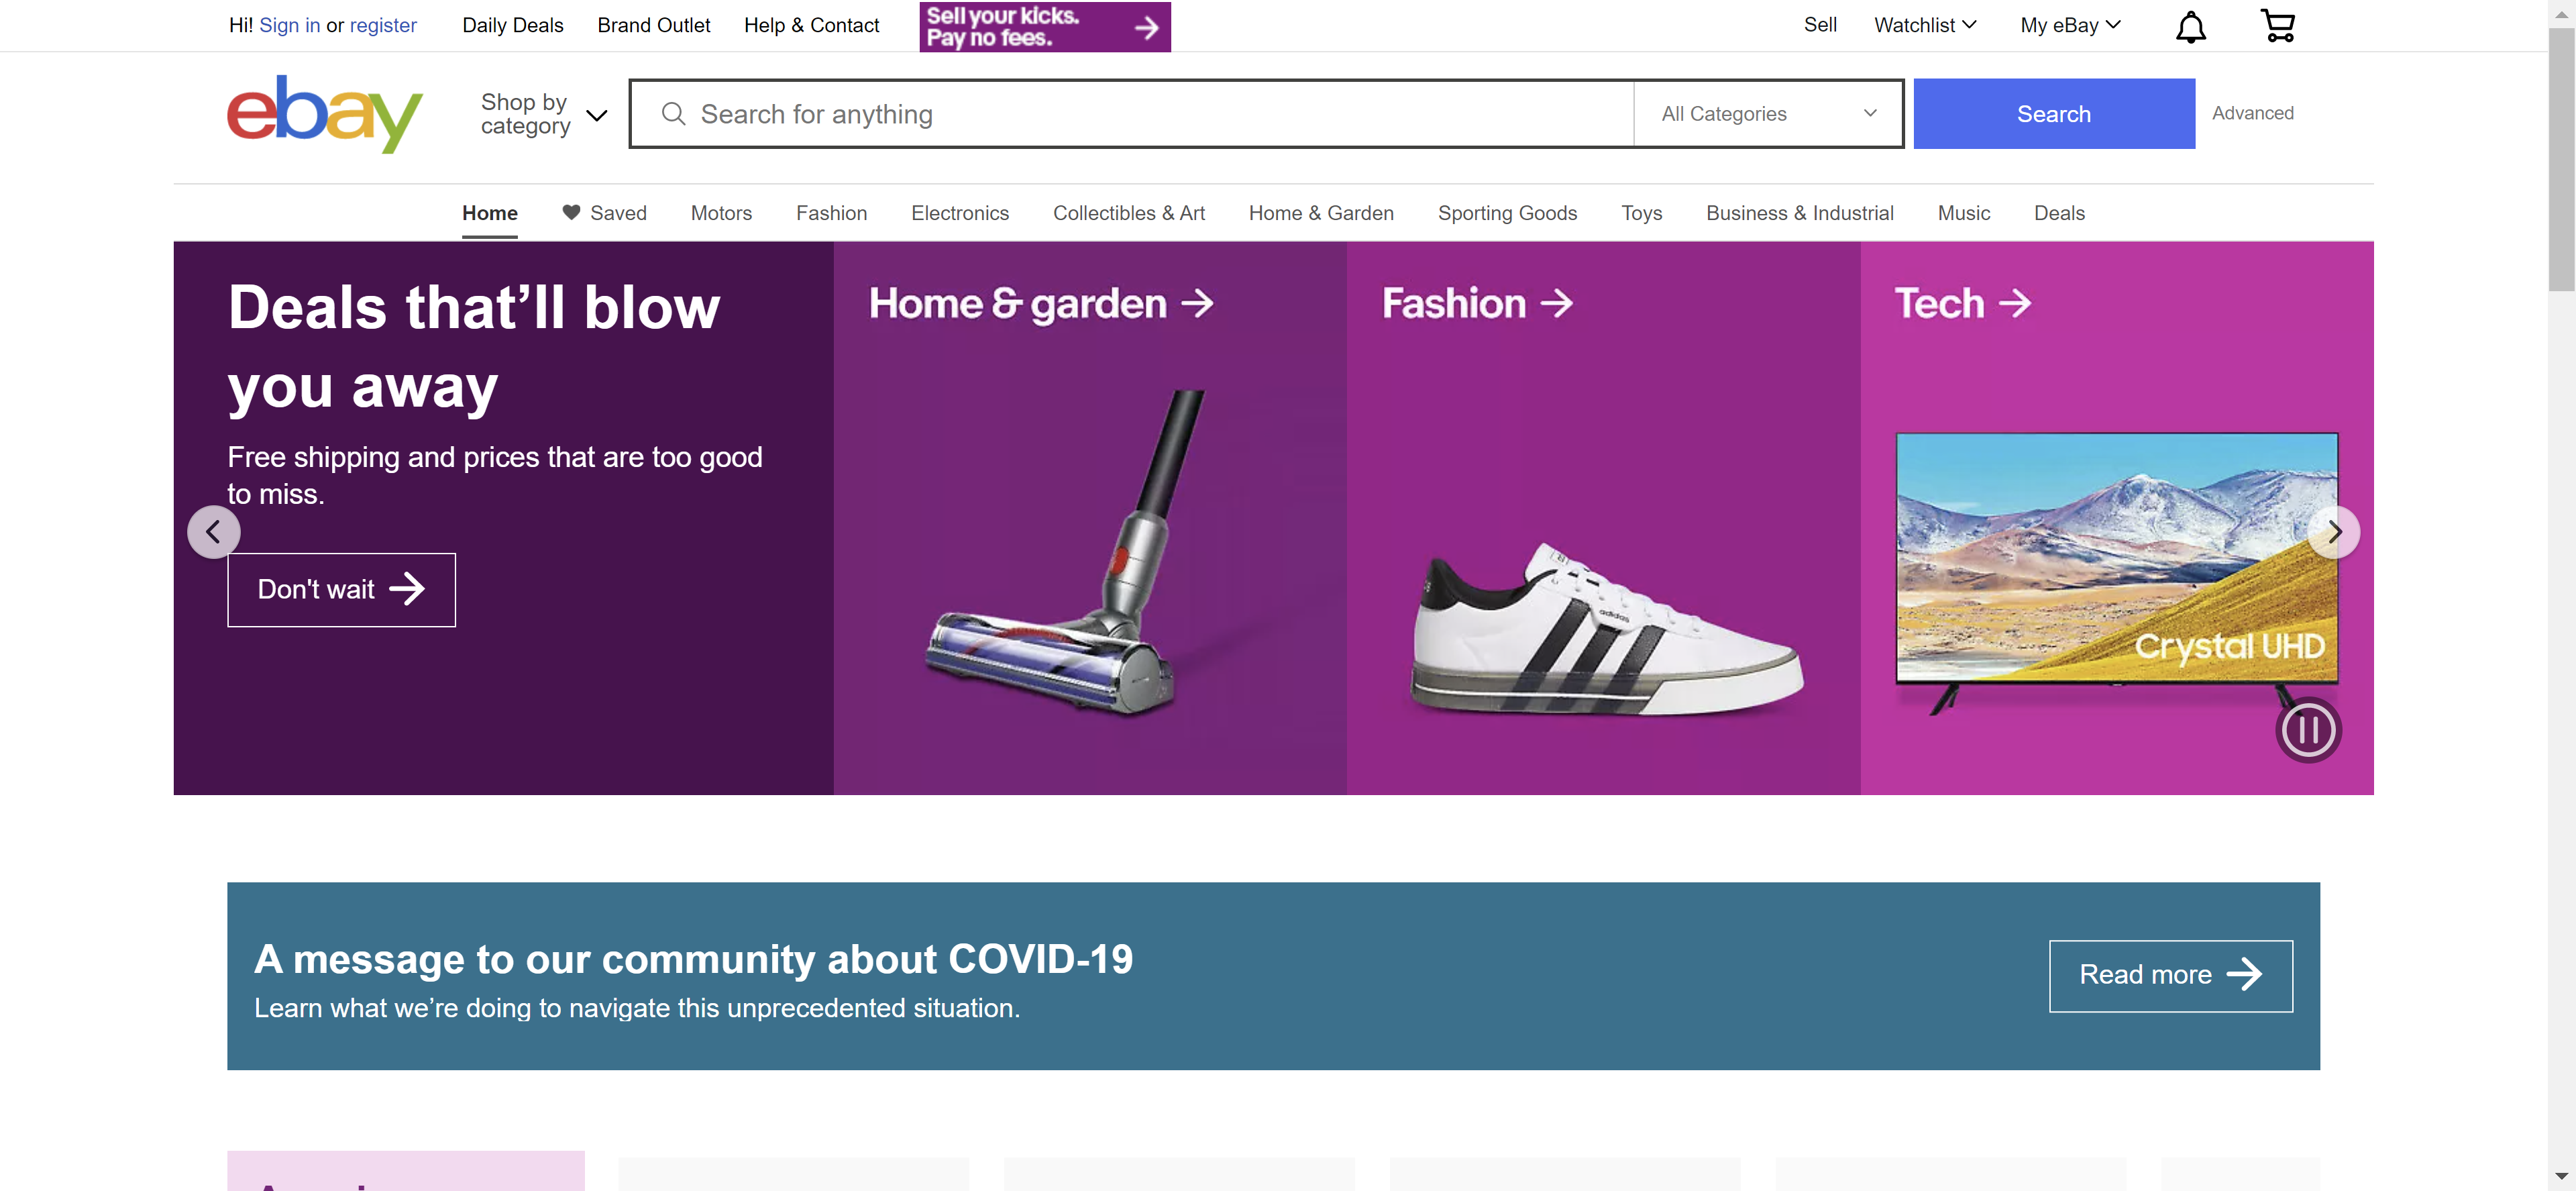 Hi! Sign in or register
Daily Deals
Brand Outlet
Help & Contact
Sell your kicks.
Pay no fees.
Sell
Watchlist
My eBay
ebay
Shop by
category
Search for anything
All Categories
Search
Advanced
Home
Saved
Motors
Fashion
Electronics
Collectibles & Art
Home & Garden
Sporting Goods
Toys
Business & Industrial
Music
Deals
Deals that’ll blow
you away
Free shipping and prices that are too good
to miss.
Don't wait
Home & garden
Fashion
adidas
Tech
Crystal UHD
A message to our community about COVID-19
Learn what we’re doing to navigate this unprecedented situation.
Read more